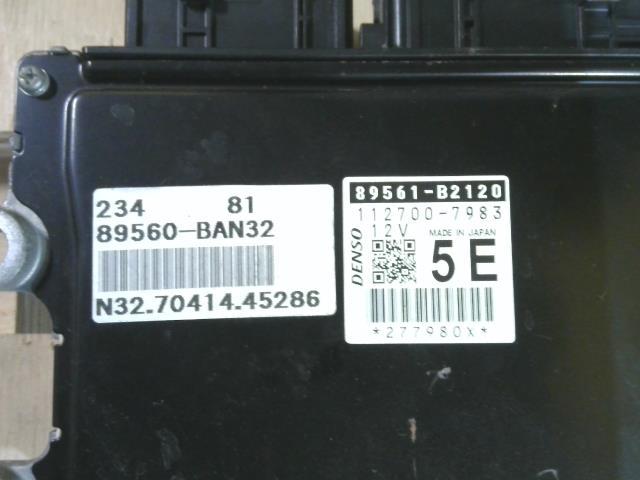 234 81
89560-BAN32
N32.70414.45286
89561-B2120
112700-7983
DENSO
12V MADE IN JAPAN
5E
*277980X*